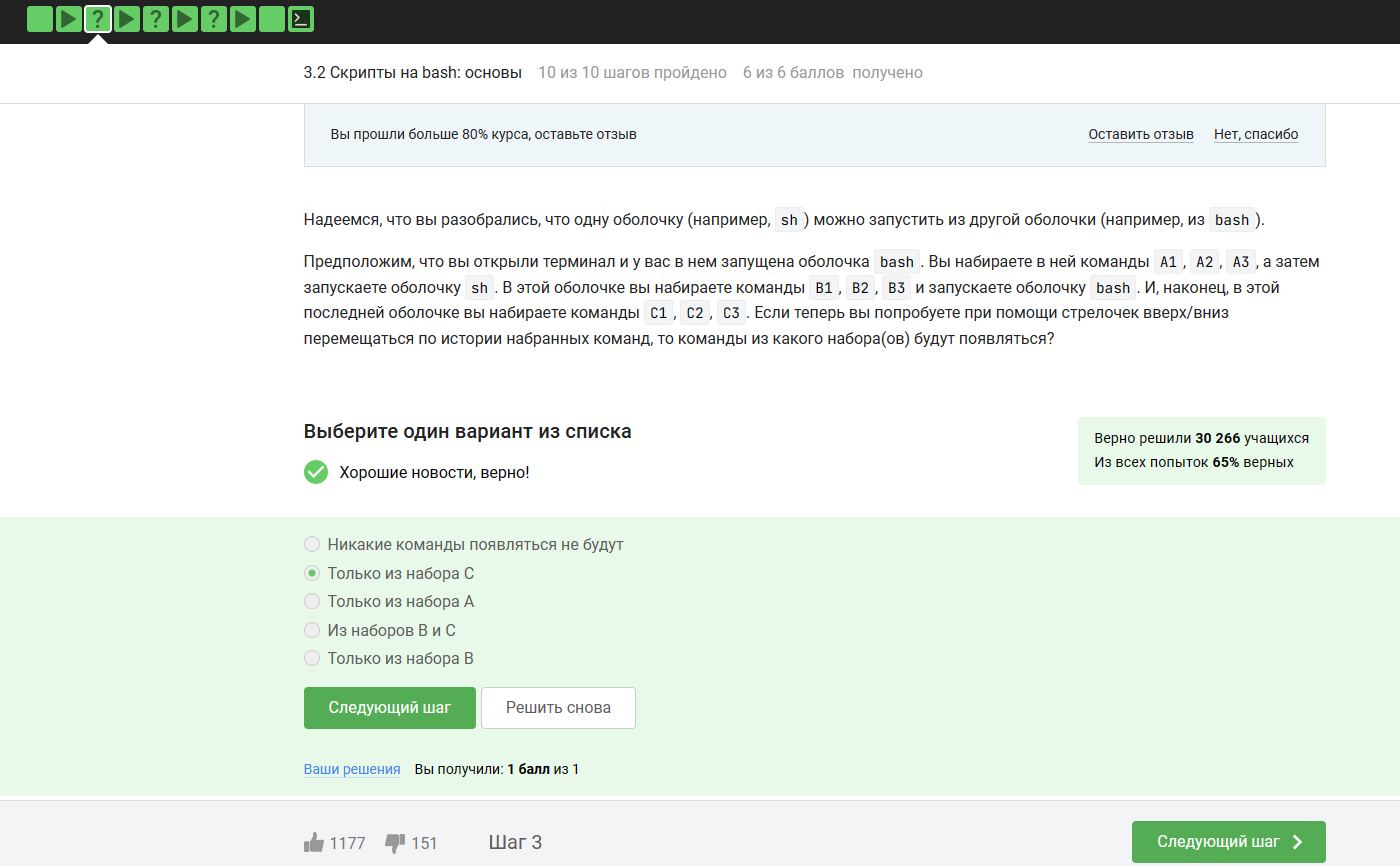 3.2 Скрипты на bash: основы 10 из 10 шагов пройдено 6 из 6 баллов получено
Вы прошли больше 80% курса, оставьте отзыв Оставить отзыв Нет, спасибо
Надеемся, что вы разобрались, что одну оболочку (например, sh) можно запустить из другой оболочки (например, из bash).
Предположим, что вы открыли терминал и у вас в нем запущена оболочка bash. Вы набираете в ней команды A1, A2, A3, а затем
запускаете оболочку sh. В этой оболочке вы набираете команды B1, B2, B3 и запускаете оболочку bash. И, наконец, в этой
последней оболочке вы набираете команды C1, C2, C3. Если теперь вы попробуете при помощи стрелочек вверх/вниз
перемещаться по истории набранных команд, то команды из какого набора(ов) будут появляться?
Выберите один вариант из списка
Хорошие новости, верно!
Верно решили 30 266 учащихся
Из всех попыток 65% верных
Никакие команды появляться не будут
Только из набора C
Только из набора A
Из наборов B и C
Только из набора B
Следующий шаг Решить снова
Ваши решения Вы получили: 1 балл из 1
1177 151 Шаг 3 Следующий шаг